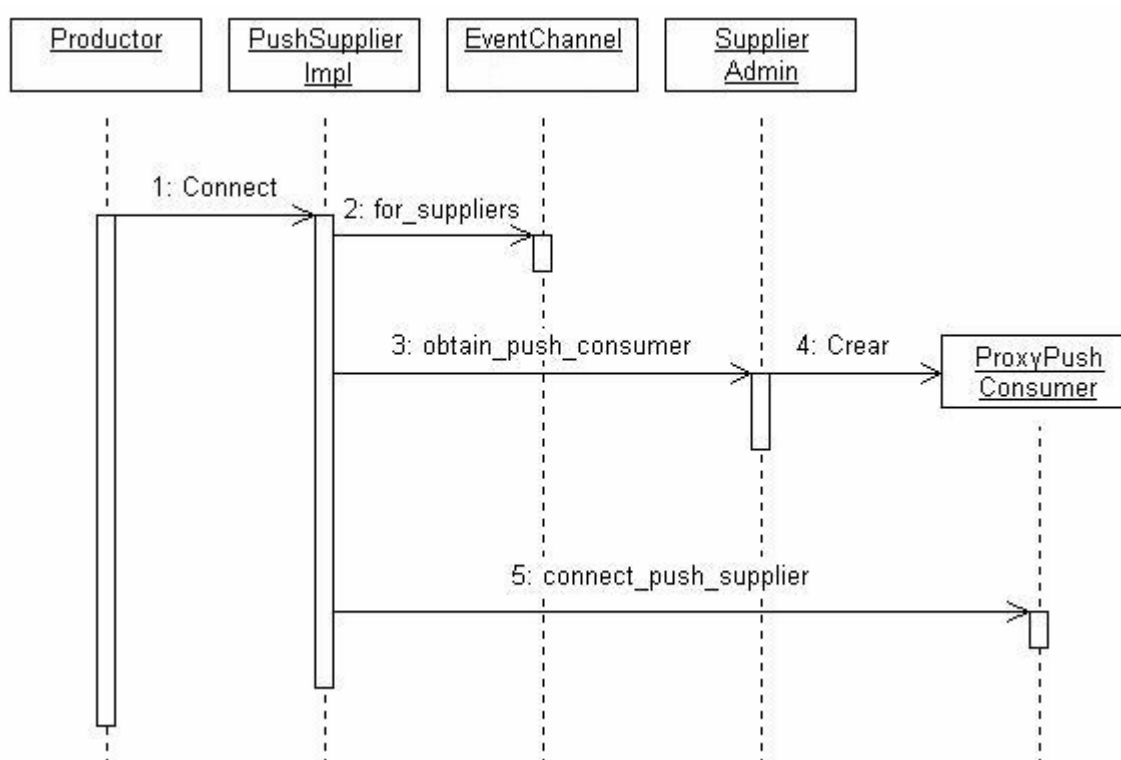 Productor
PushSupplier
Impl
EventChannel
Supplier
Admin
1: Connect
2: for_suppliers
3: obtain_push_consumer
4: Crear
ProxyPush
Consumer
5: connect_push_supplier